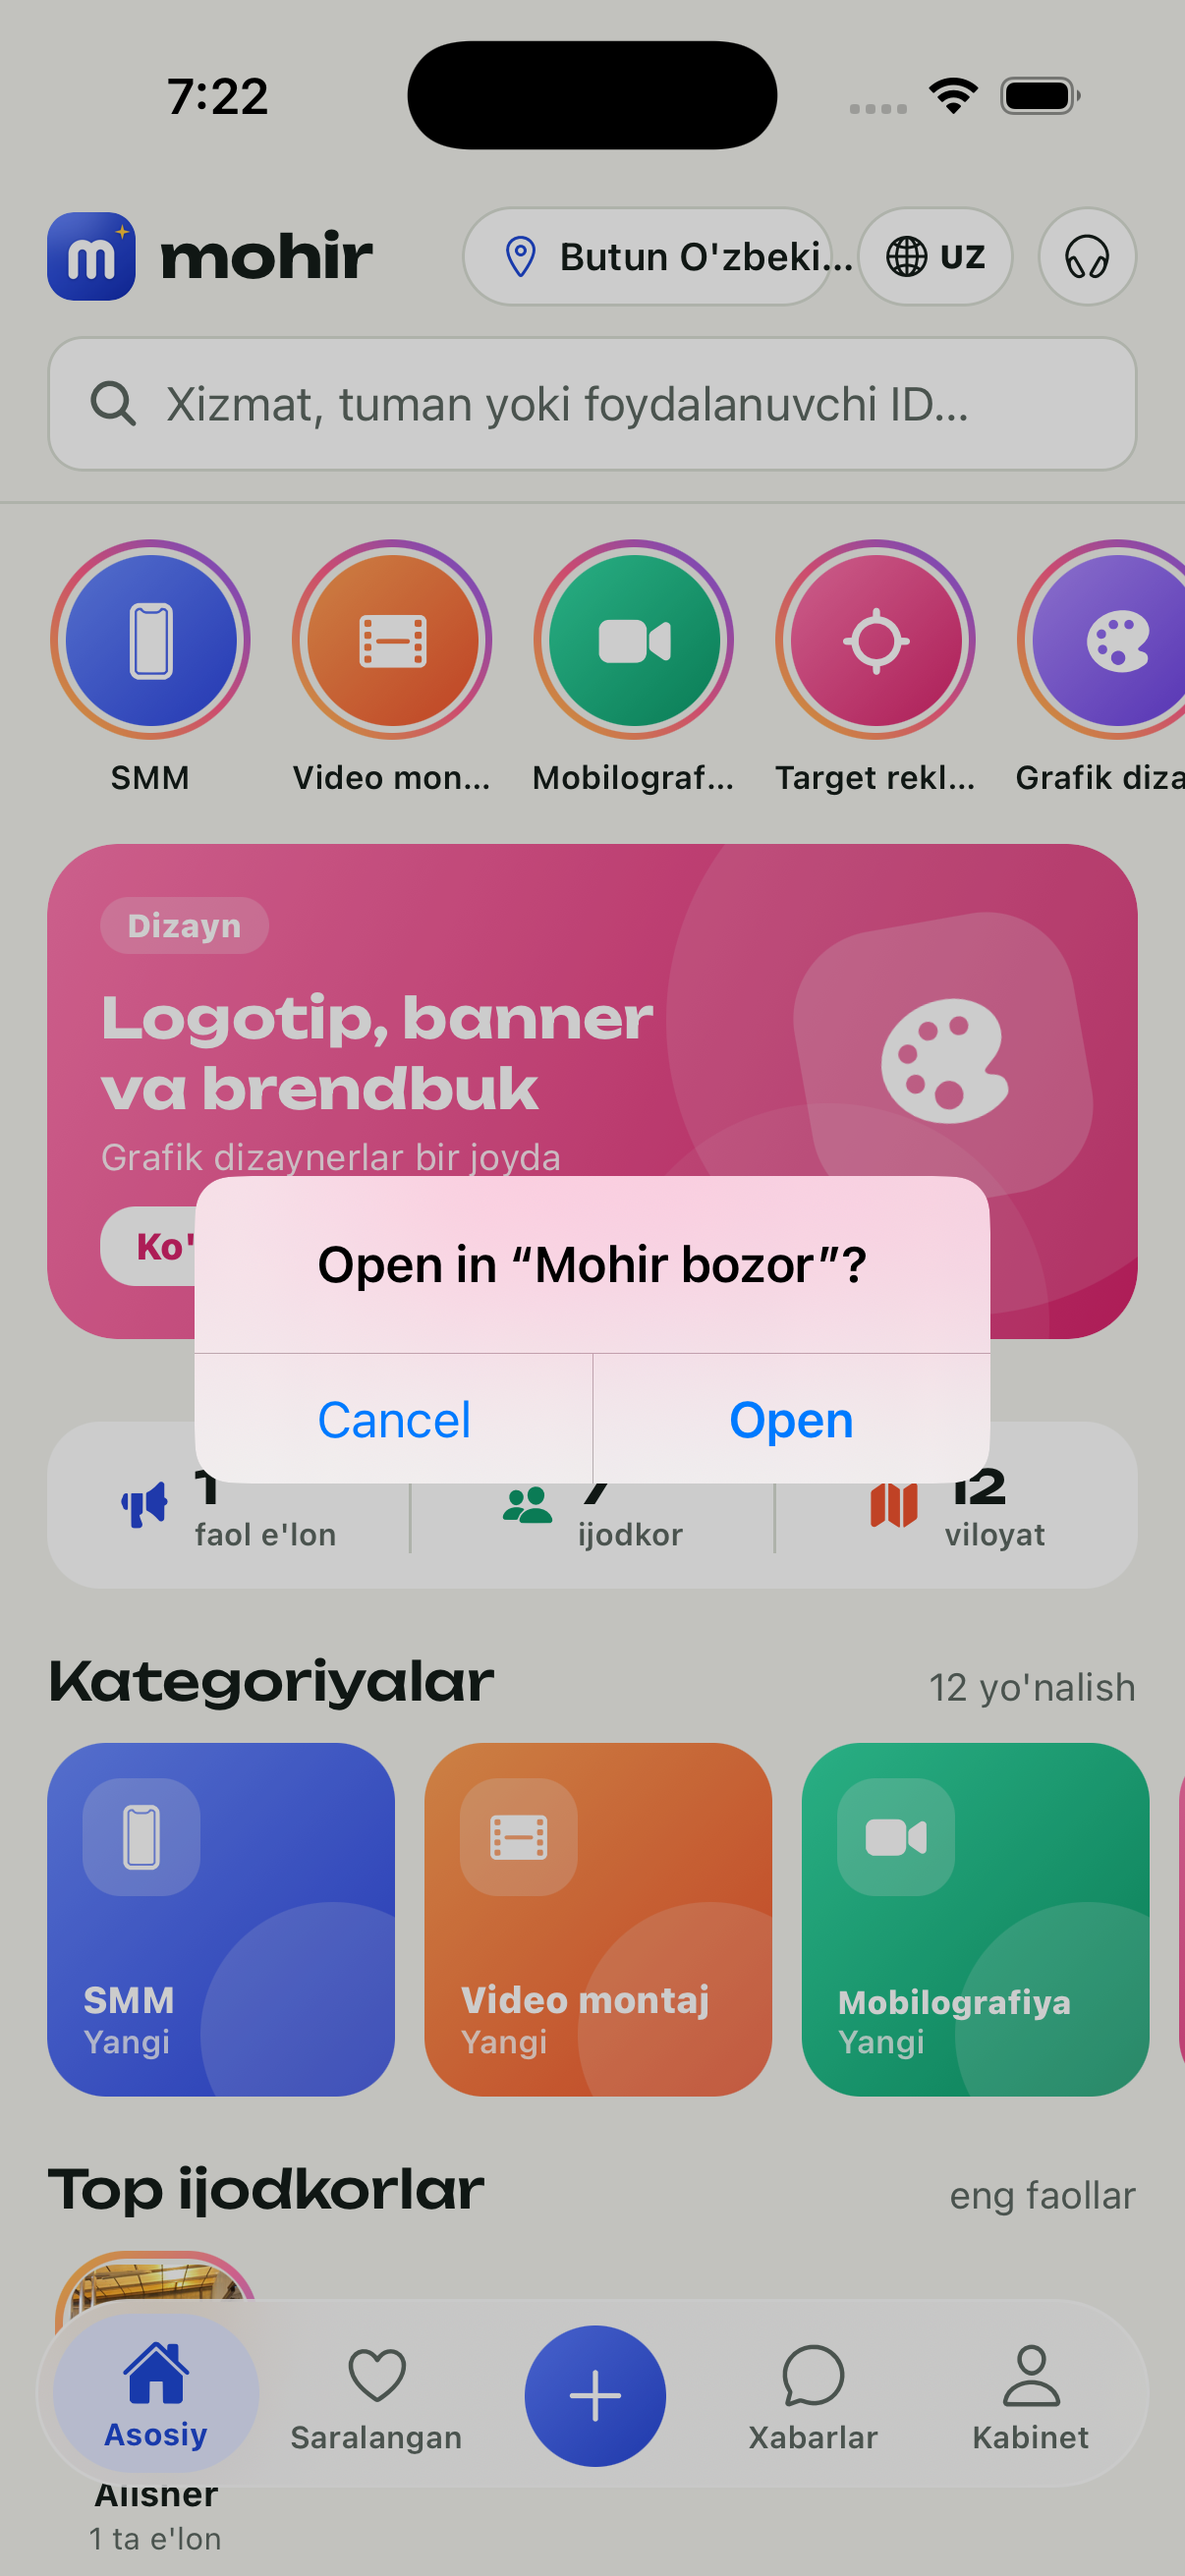 7:22
mohir
Butun O'zbeki...
UZ
Xizmat, tuman yoki foydalanuvchi ID...
SMM
Video mon...
Mobilograf...
Target rekl...
Grafik diza
Dizayn
Logotip, banner
va brendbuk
Grafik dizaynerlar bir joyda
Ko'
Open in “Mohir bozor”?
Cancel
Open
1
7
12
faol e'lon
ijodkor
viloyat
Kategoriyalar
12 yo'nalish
SMM
Yangi
Video montaj
Yangi
Mobilografiya
Yangi
Top ijodkorlar
eng faollar
Asosiy
Saralangan
Xabarlar
Kabinet
1 ta e'lon